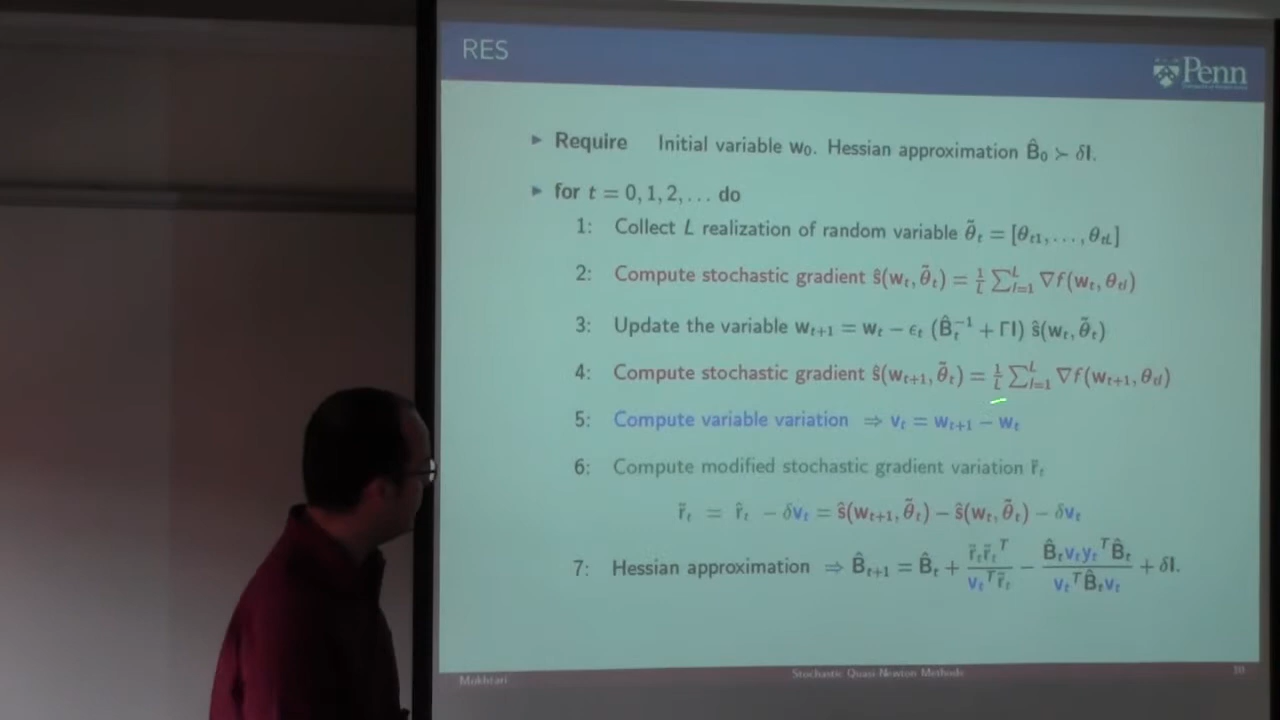 RES
Penn
▶ Require Initial variable w₀. Hessian approximation B̂₀ ≻ δI.
▶ for t = 0, 1, 2, . . . do
1: Collect L realization of random variable θ̃ₜ = [θₜ₁, . . . , θₜL]
2: Compute stochastic gradient ŝ(wₜ, θ̃ₜ) = 1/L ∑ₗ₌₁ᴸ ∇f(wₜ, θₜₗ)
3: Update the variable wₜ₊₁ = wₜ − ϵₜ (B̂ₜ⁻¹ + ΓI) ŝ(wₜ, θ̃ₜ)
4: Compute stochastic gradient ŝ(wₜ₊₁, θ̃ₜ) = 1/L ∑ₗ₌₁ᴸ ∇f(wₜ₊₁, θₜₗ)
5: Compute variable variation ⇒ vₜ = wₜ₊₁ − wₜ
6: Compute modified stochastic gradient variation r̃ₜ
r̃ₜ = r̂ₜ − δvₜ = ŝ(wₜ₊₁, θ̃ₜ) − ŝ(wₜ, θ̃ₜ) − δvₜ
7: Hessian approximation ⇒ B̂ₜ₊₁ = B̂ₜ + r̃ₜr̃ₜᵀ / vₜᵀr̃ₜ − B̂ₜvₜyₜᵀB̂ₜ / vₜᵀB̂ₜvₜ + δI.
Mokhtari Stochastic Quasi-Newton Methods